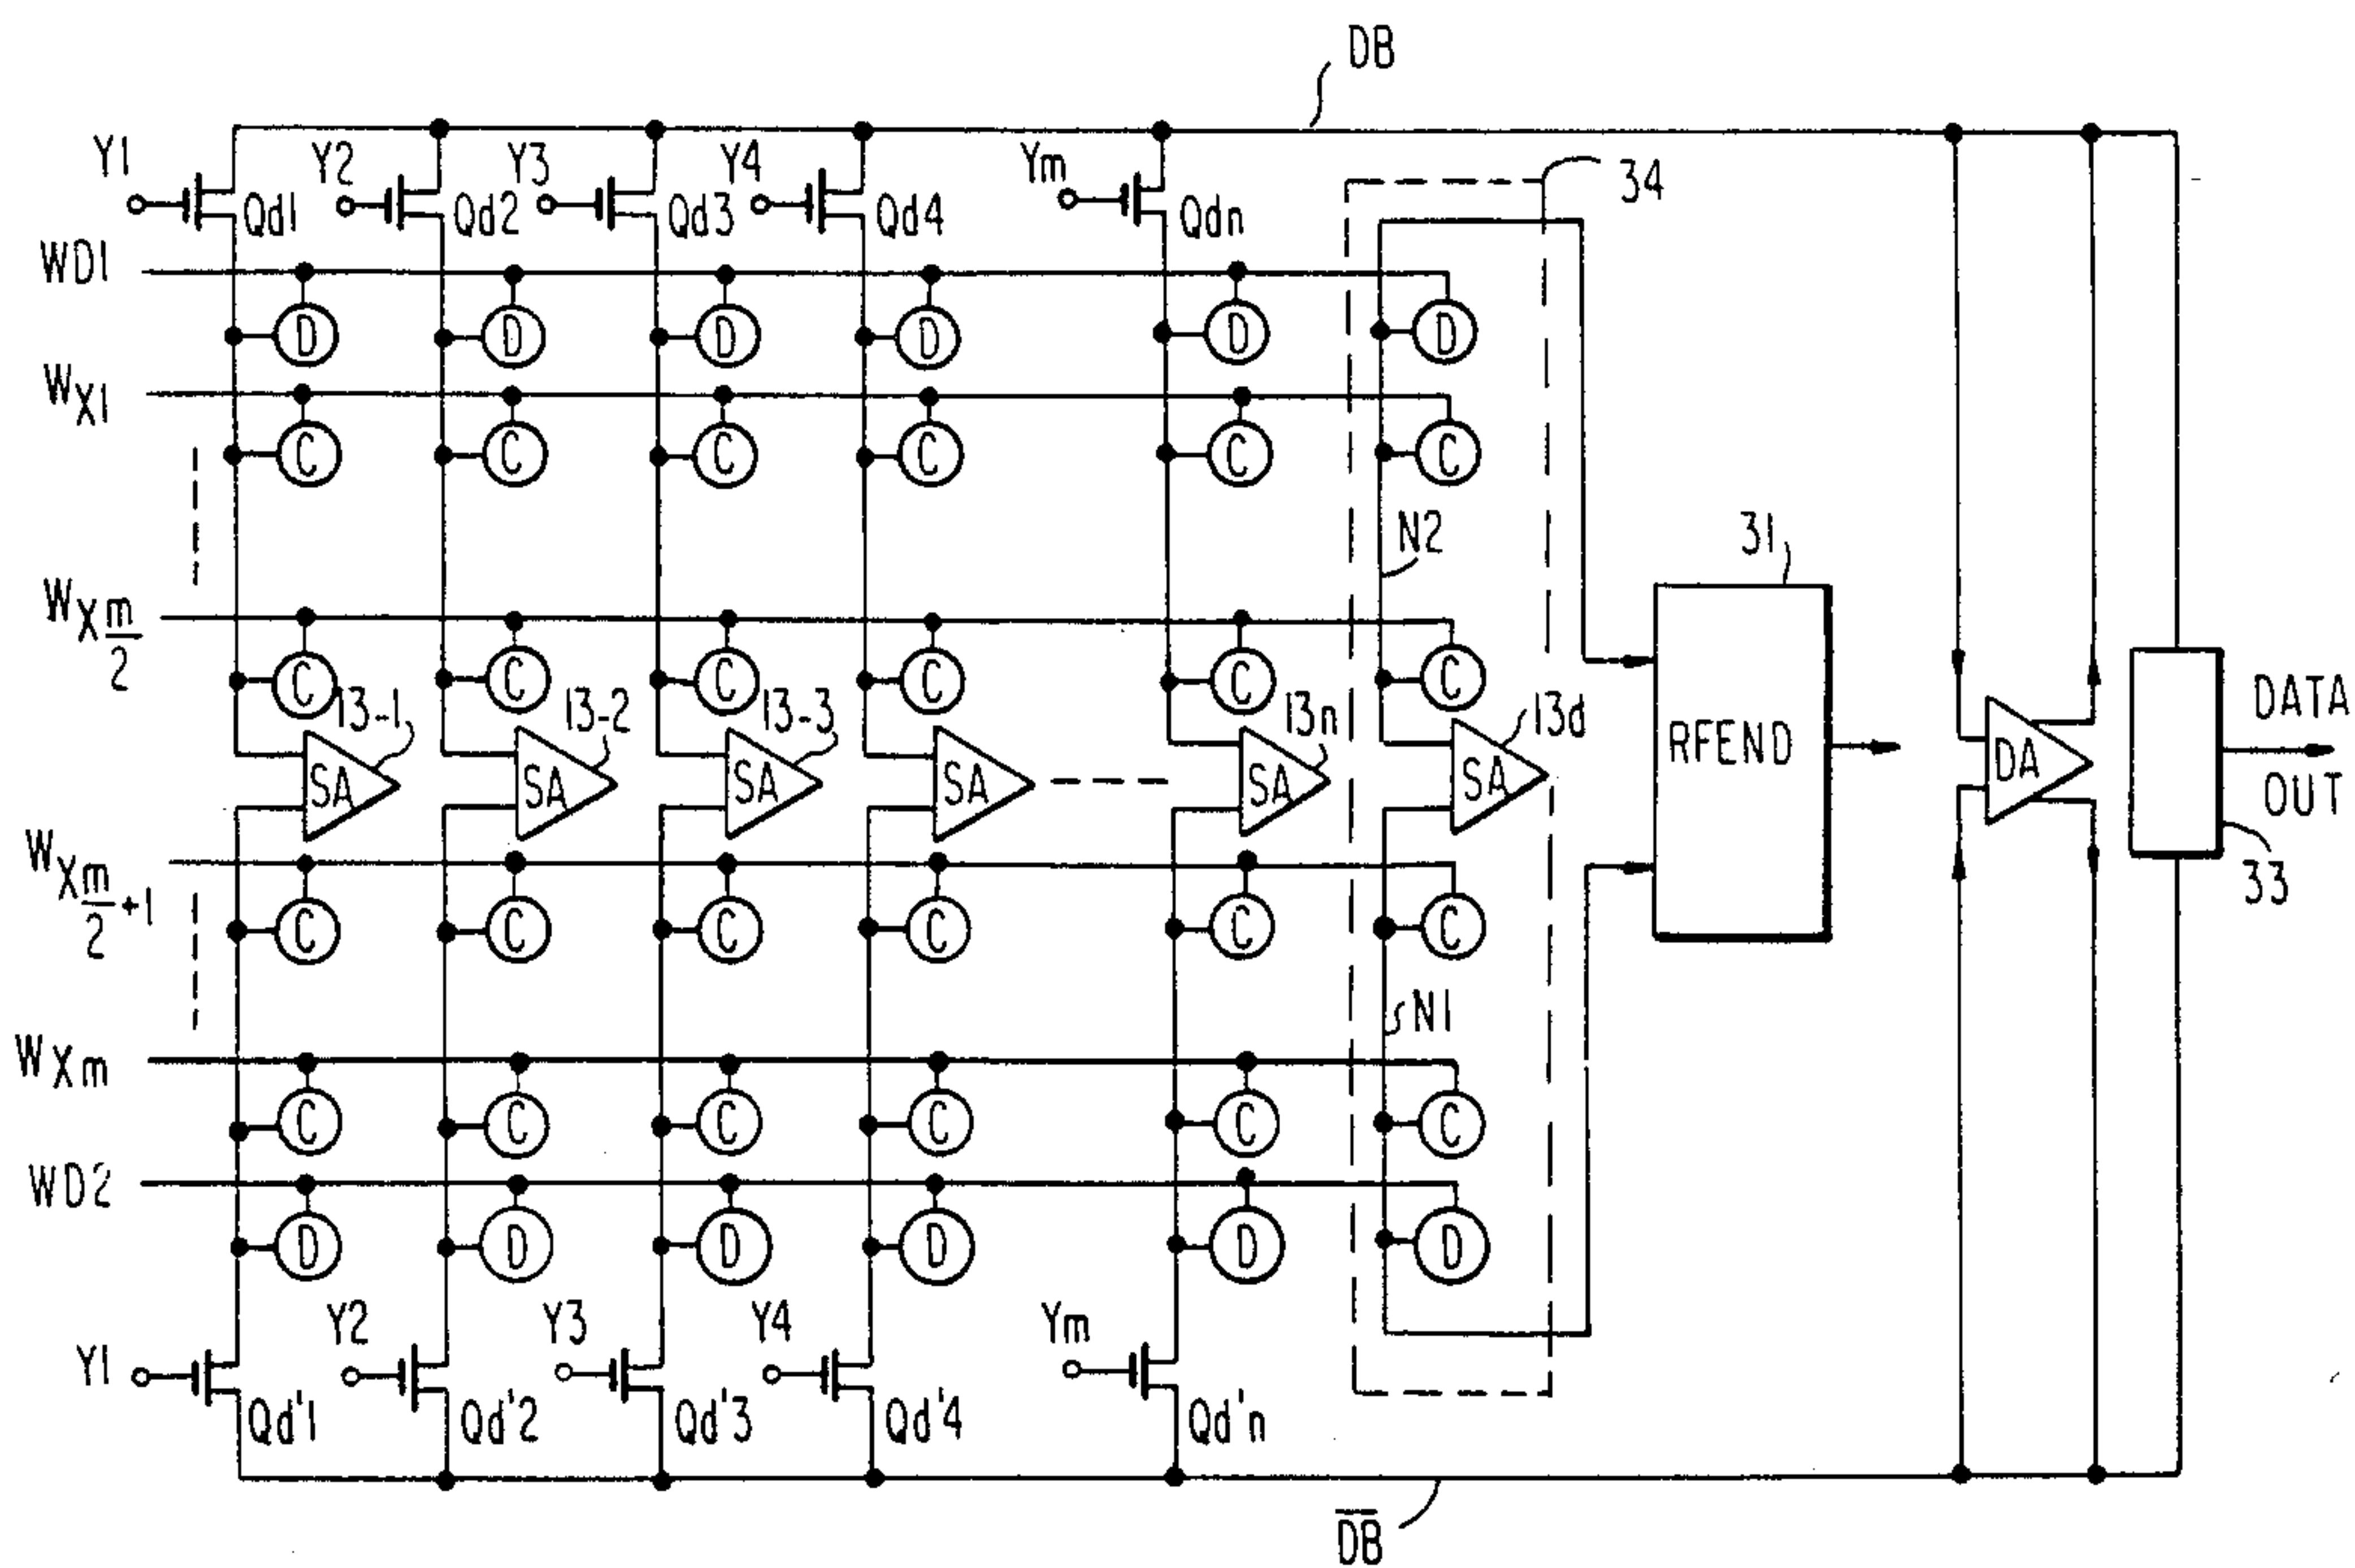 DB
Y1 Y2 Y3 Y4 Ym 34
Qd1 Qd2 Qd3 Qd4 Qdn
WD1
D D D D D D
WX1
C C C C C C
N2 31
WXm/2
C C C C C C
13-1 13-2 13-3 13n 13d
SA SA SA SA SA SA RFEND DA DATA OUT
33
WXm/2+1
C C C C C C
N1
WXm
C C C C C C
WD2
D D D D D D
Y1 Y2 Y3 Y4 Ym
Qd'1 Qd'2 Qd'3 Qd'4 Qd'n
D̅B̅